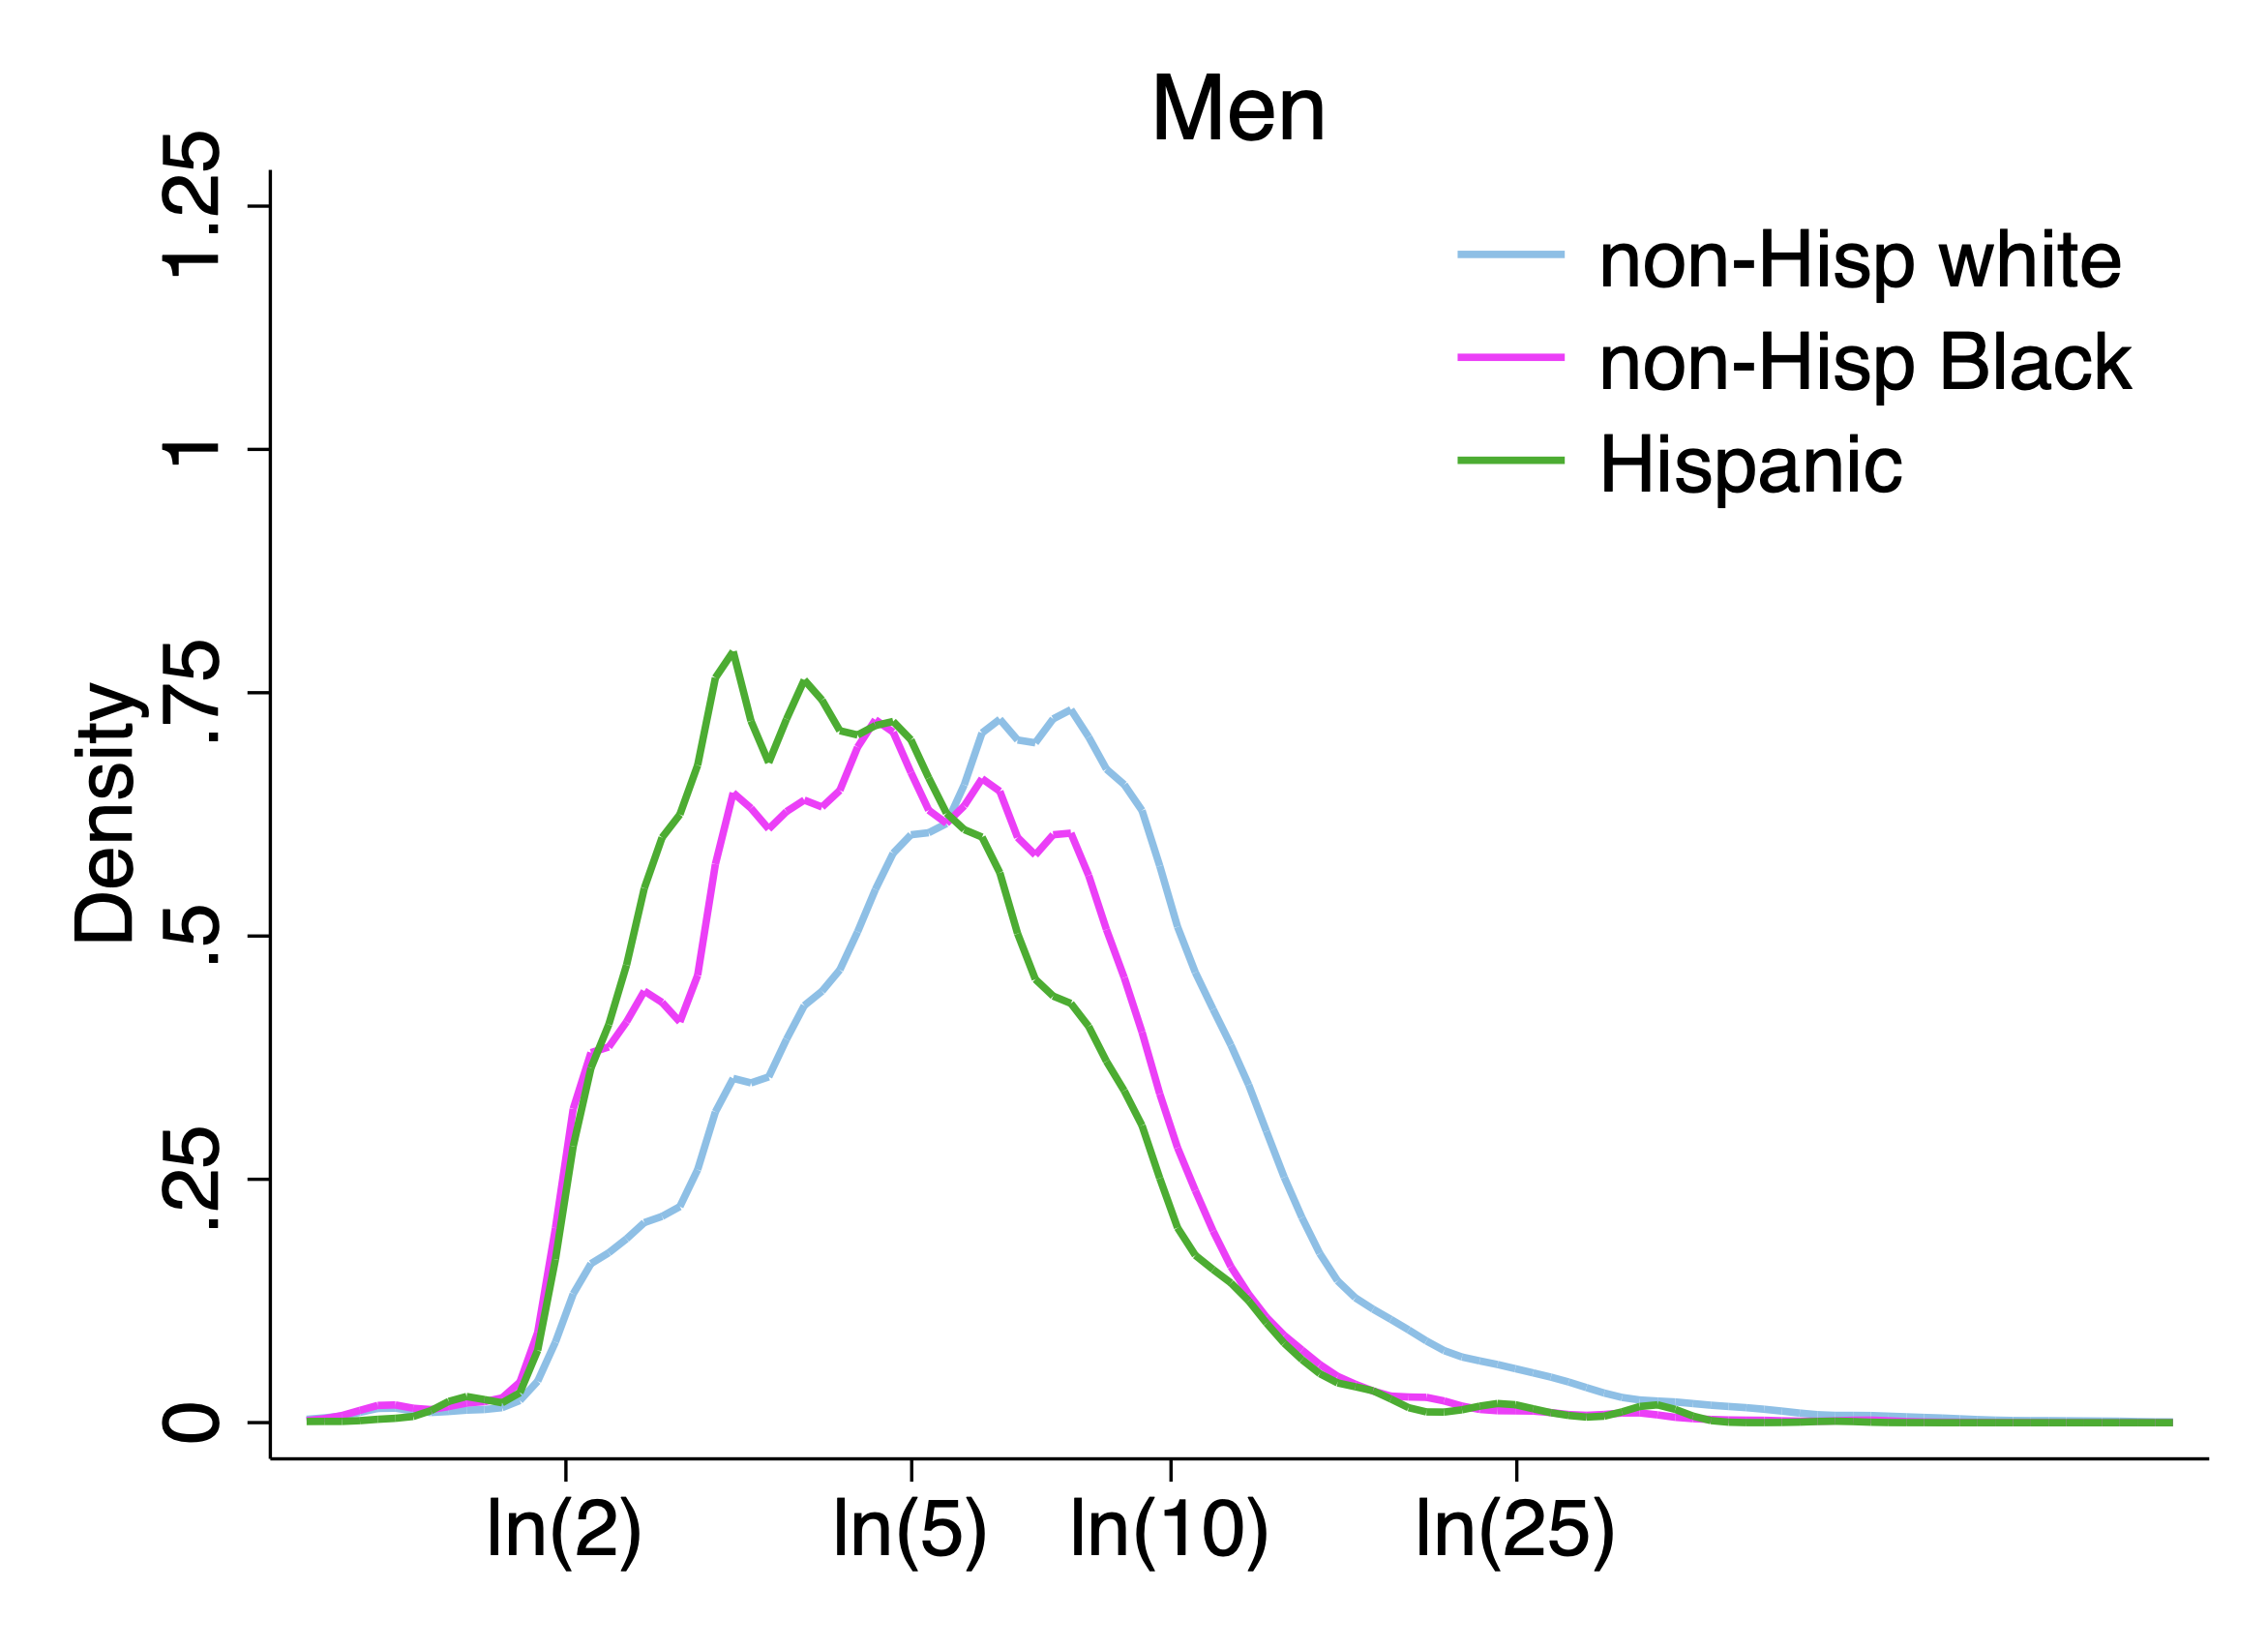 Men
non-Hisp white
non-Hisp Black
Hispanic
Density
1.25
1
.75
.5
.25
0
ln(2)
ln(5)
ln(10)
ln(25)